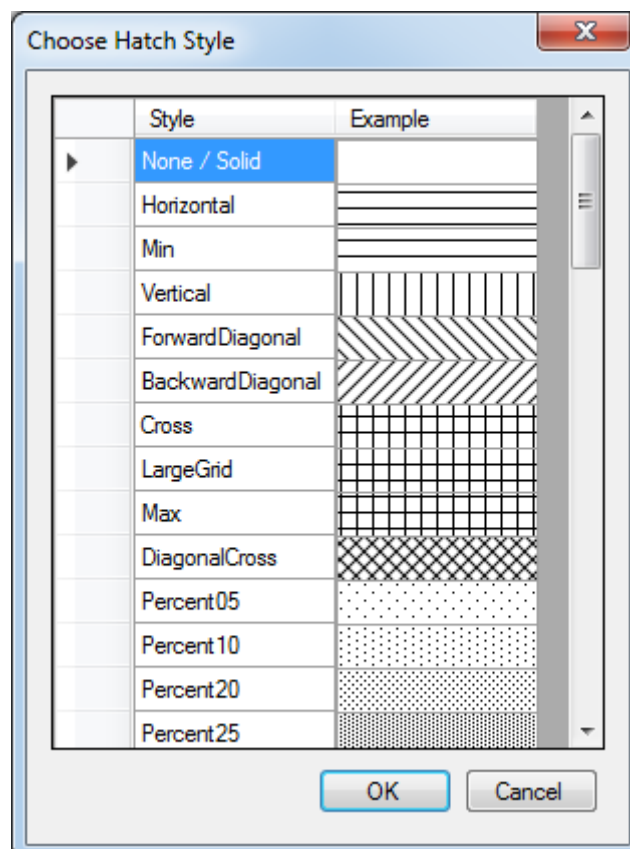 Choose Hatch Style
Style Example
None / Solid
Horizontal
Min
Vertical
ForwardDiagonal
BackwardDiagonal
Cross
LargeGrid
Max
DiagonalCross
Percent05
Percent10
Percent20
Percent25
OK Cancel